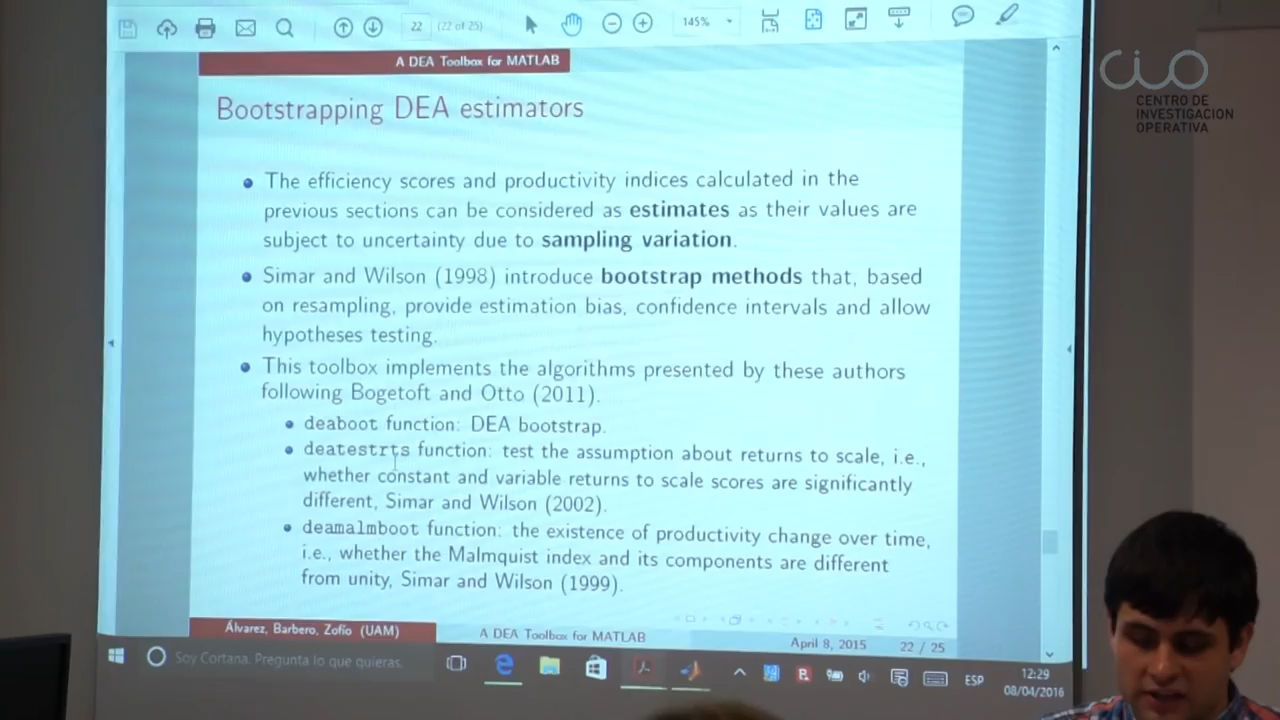 22 (22 of 25)
145%
A DEA Toolbox for MATLAB
Bootstrapping DEA estimators
The efficiency scores and productivity indices calculated in the
previous sections can be considered as estimates as their values are
subject to uncertainty due to sampling variation.
Simar and Wilson (1998) introduce bootstrap methods that, based
on resampling, provide estimation bias, confidence intervals and allow
hypotheses testing.
This toolbox implements the algorithms presented by these authors
following Bogetoft and Otto (2011).
deaboot function: DEA bootstrap.
deatestrts function: test the assumption about returns to scale, i.e.,
whether constant and variable returns to scale scores are significantly
different, Simar and Wilson (2002).
deamalmboot function: the existence of productivity change over time,
i.e., whether the Malmquist index and its components are different
from unity, Simar and Wilson (1999).
Álvarez, Barbero, Zofío (UAM)
A DEA Toolbox for MATLAB
April 8, 2015
22 / 25
Soy Cortana. Pregunta lo que quieras.
ESP
12:29
08/04/2016
cio
CENTRO DE
INVESTIGACION
OPERATIVA